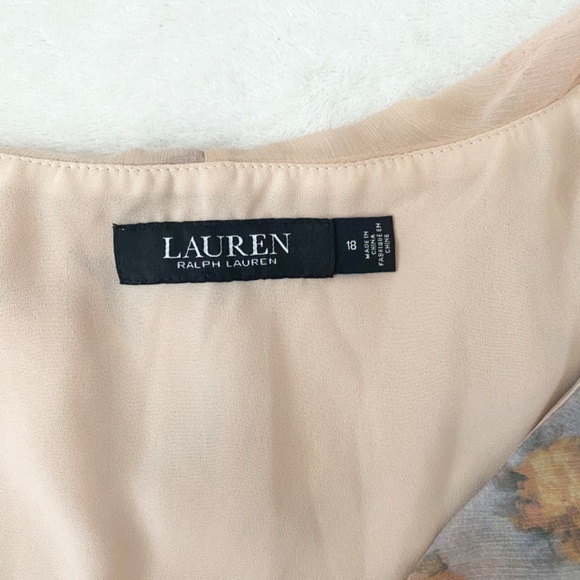 LAUREN
RALPH LAUREN
18
MADE IN
CHINA
FABRIQUÉ EN
CHINE